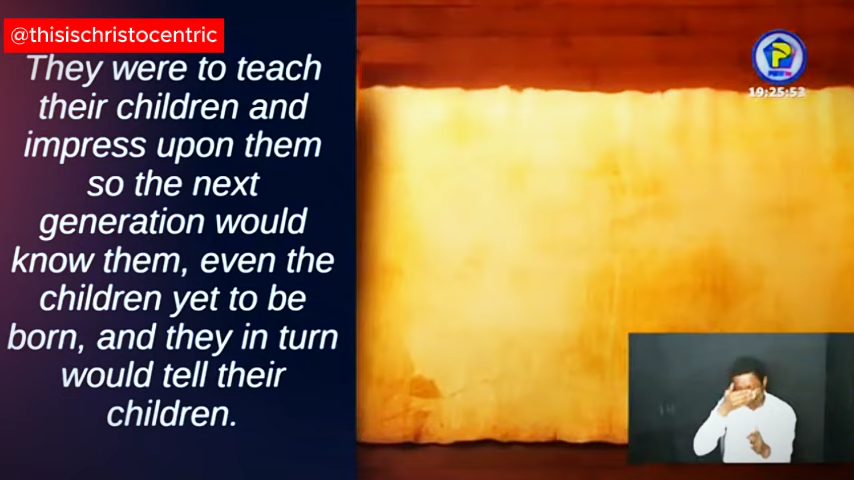 @thisischristocentric
They were to teach
their children and
impress upon them
so the next
generation would
know them, even the
children yet to be
born, and they in turn
would tell their
children.
19:25:53